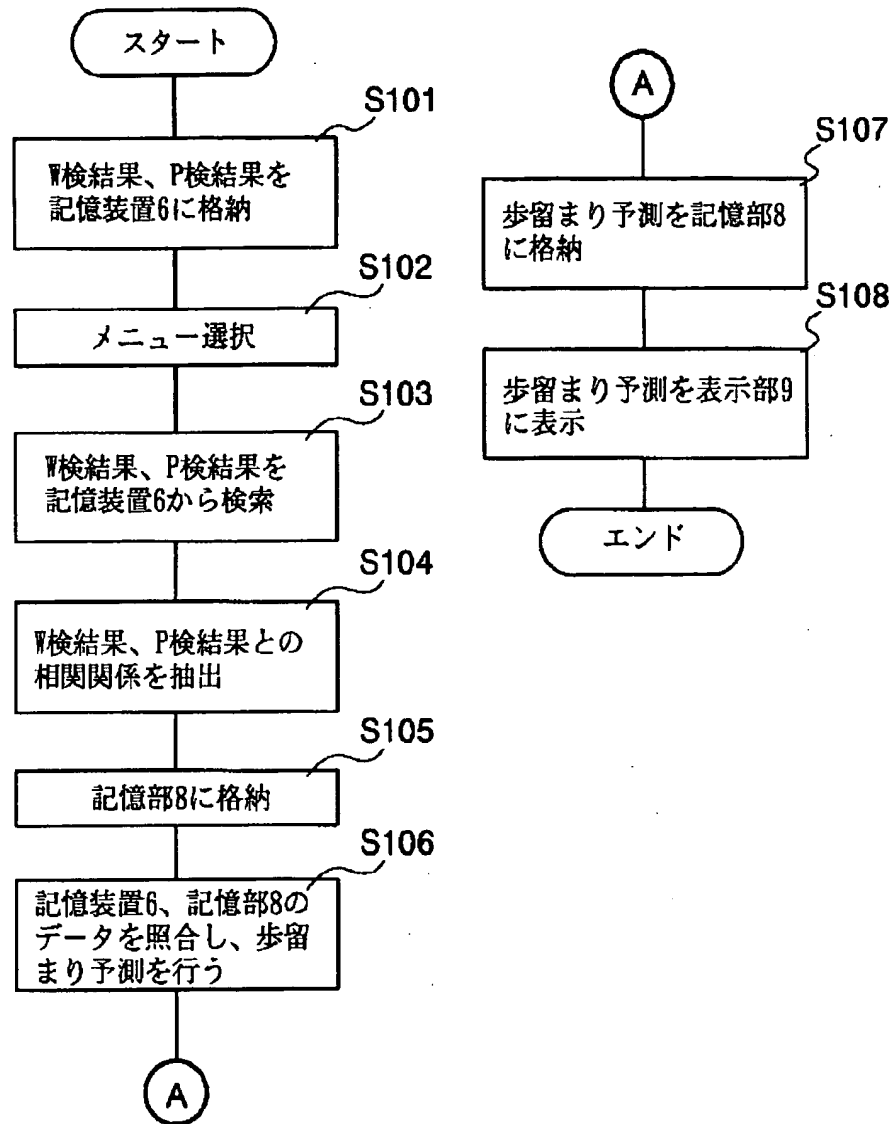 スタート
S101
W検結果、P検結果を
記憶装置6に格納
S102
メニュー選択
S103
W検結果、P検結果を
記憶装置6から検索
S104
W検結果、P検結果との
相関関係を抽出
S105
記憶部8に格納
S106
記憶装置6、記憶部8の
データを照合し、歩留
まり予測を行う
A
A
S107
歩留まり予測を記憶部8
に格納
S108
歩留まり予測を表示部9
に表示
エンド